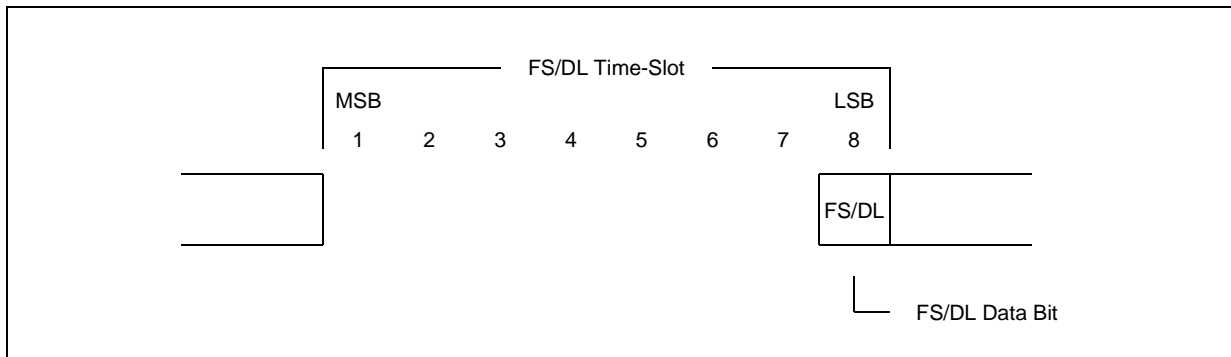 FS/DL Time-Slot
MSB LSB
1 2 3 4 5 6 7 8
FS/DL
FS/DL Data Bit